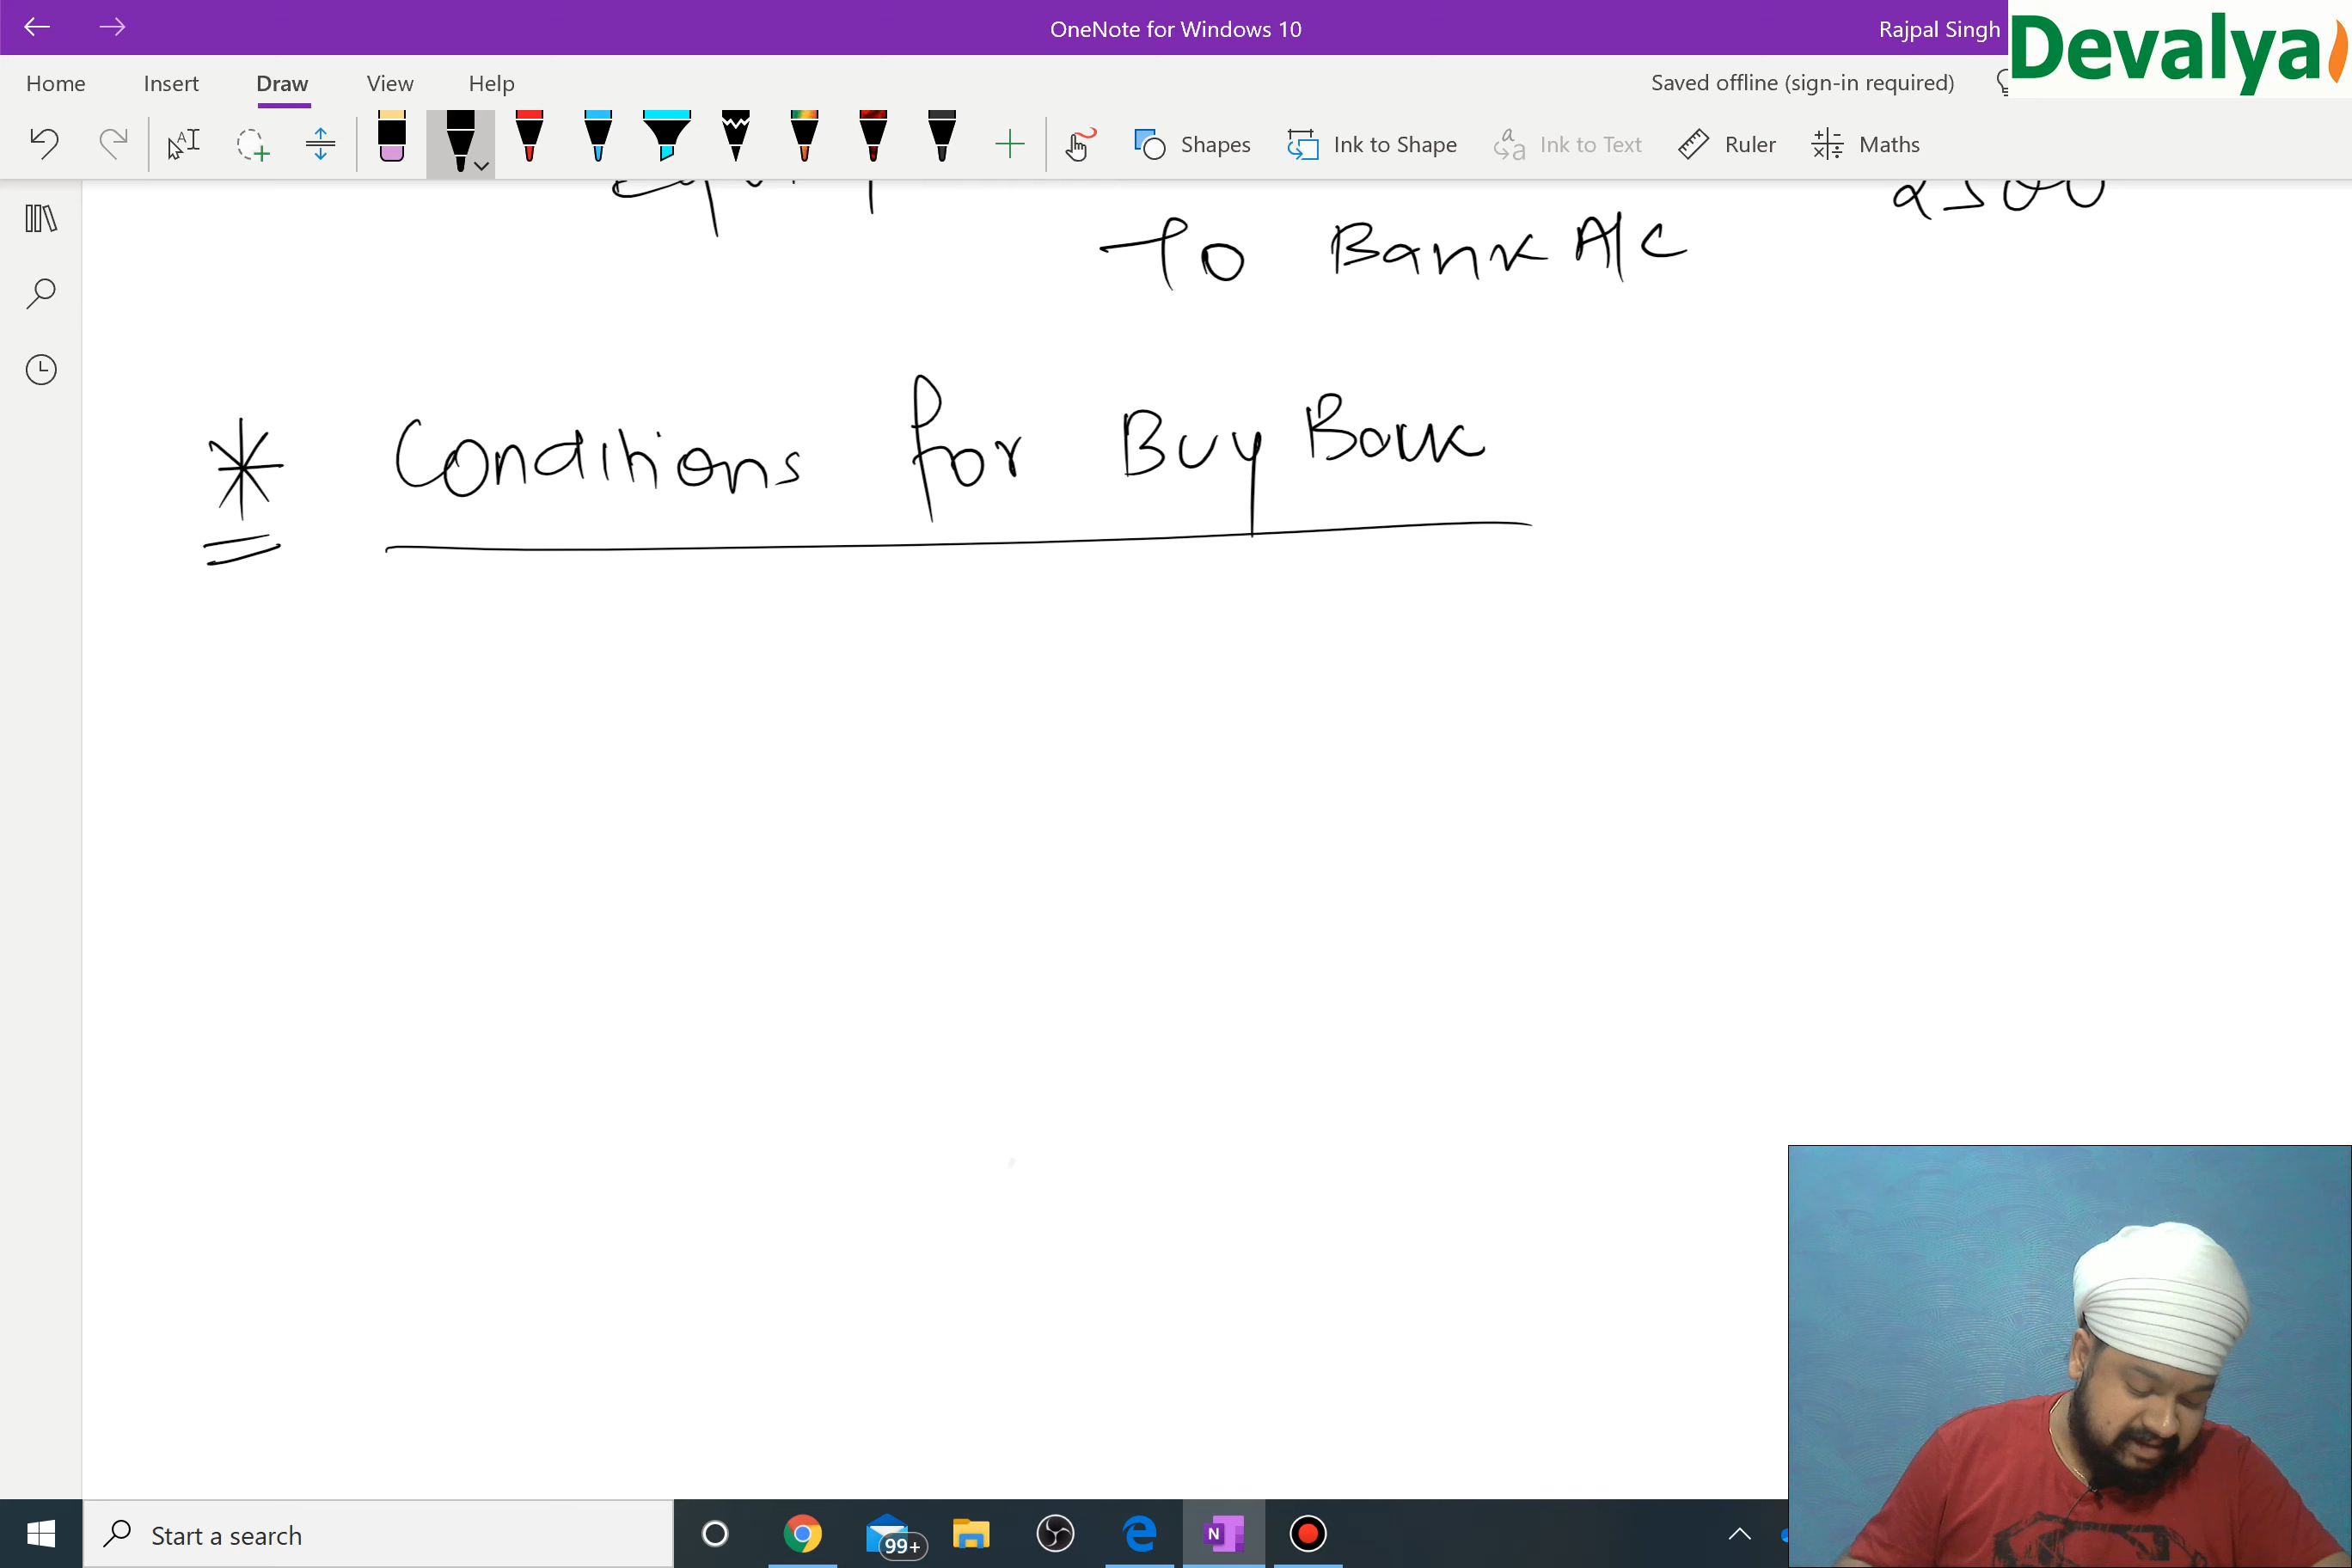 OneNote for Windows 10
Rajpal Singh
Devalya
Home Insert Draw View Help
Saved offline (sign-in required)
Shapes Ink to Shape Ink to Text Ruler Maths
2500
To Bank A/C
* Conditions for Buy Back
Start a search
99+
N